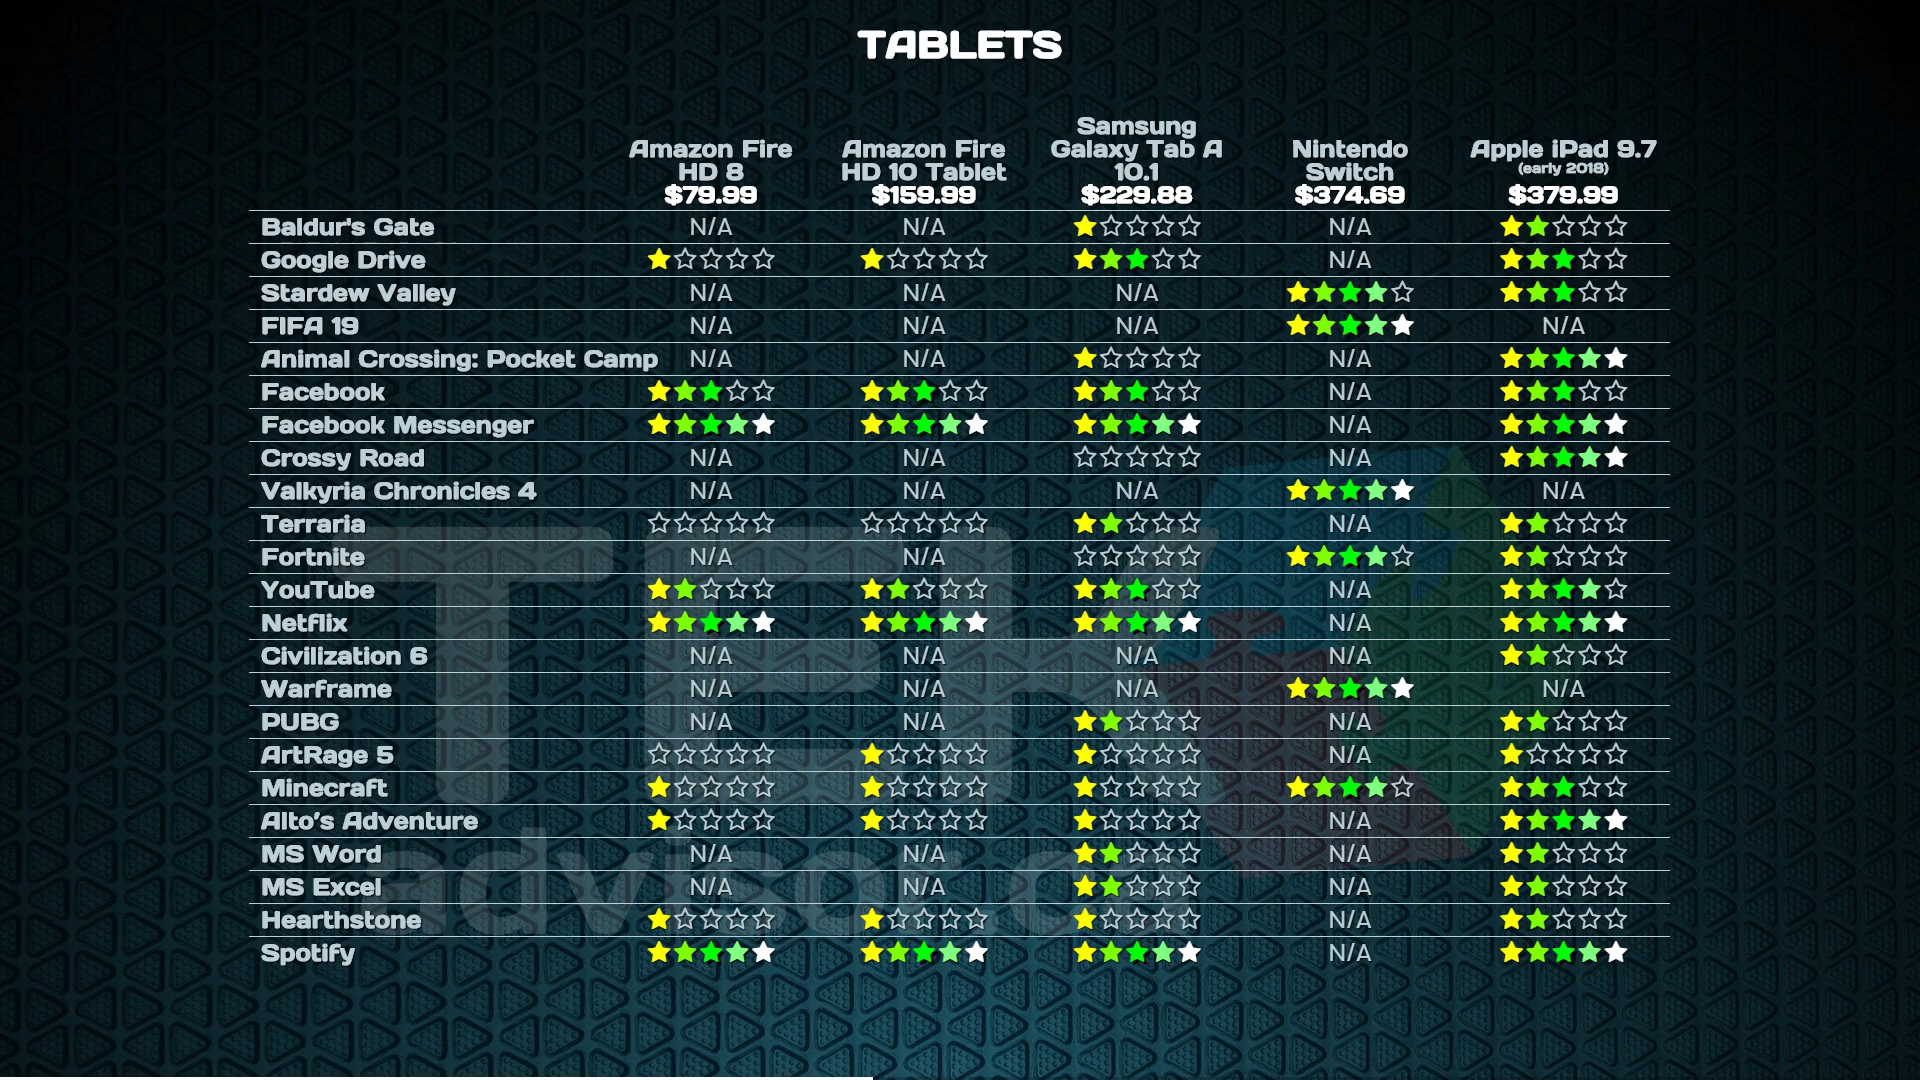 TABLETS
Amazon Fire HD 8 $79.99
Amazon Fire HD 10 Tablet $159.99
Samsung Galaxy Tab A 10.1 $229.88
Nintendo Switch $374.69
Apple iPad 9.7 (early 2018) $379.99
Baldur's Gate N/A N/A N/A
Google Drive N/A
Stardew Valley N/A N/A N/A
FIFA 19 N/A N/A N/A N/A
Animal Crossing: Pocket Camp N/A N/A N/A
Facebook N/A
Facebook Messenger N/A
Crossy Road N/A N/A N/A
Valkyria Chronicles 4 N/A N/A N/A N/A
Terraria N/A
Fortnite N/A N/A
YouTube N/A
Netflix N/A
Civilization 6 N/A N/A N/A N/A
Warframe N/A N/A N/A N/A
PUBG N/A N/A N/A
ArtRage 5 N/A
Minecraft
Alto's Adventure N/A
MS Word N/A N/A N/A
MS Excel N/A N/A N/A
Hearthstone N/A
Spotify N/A
TEK
advisor.c